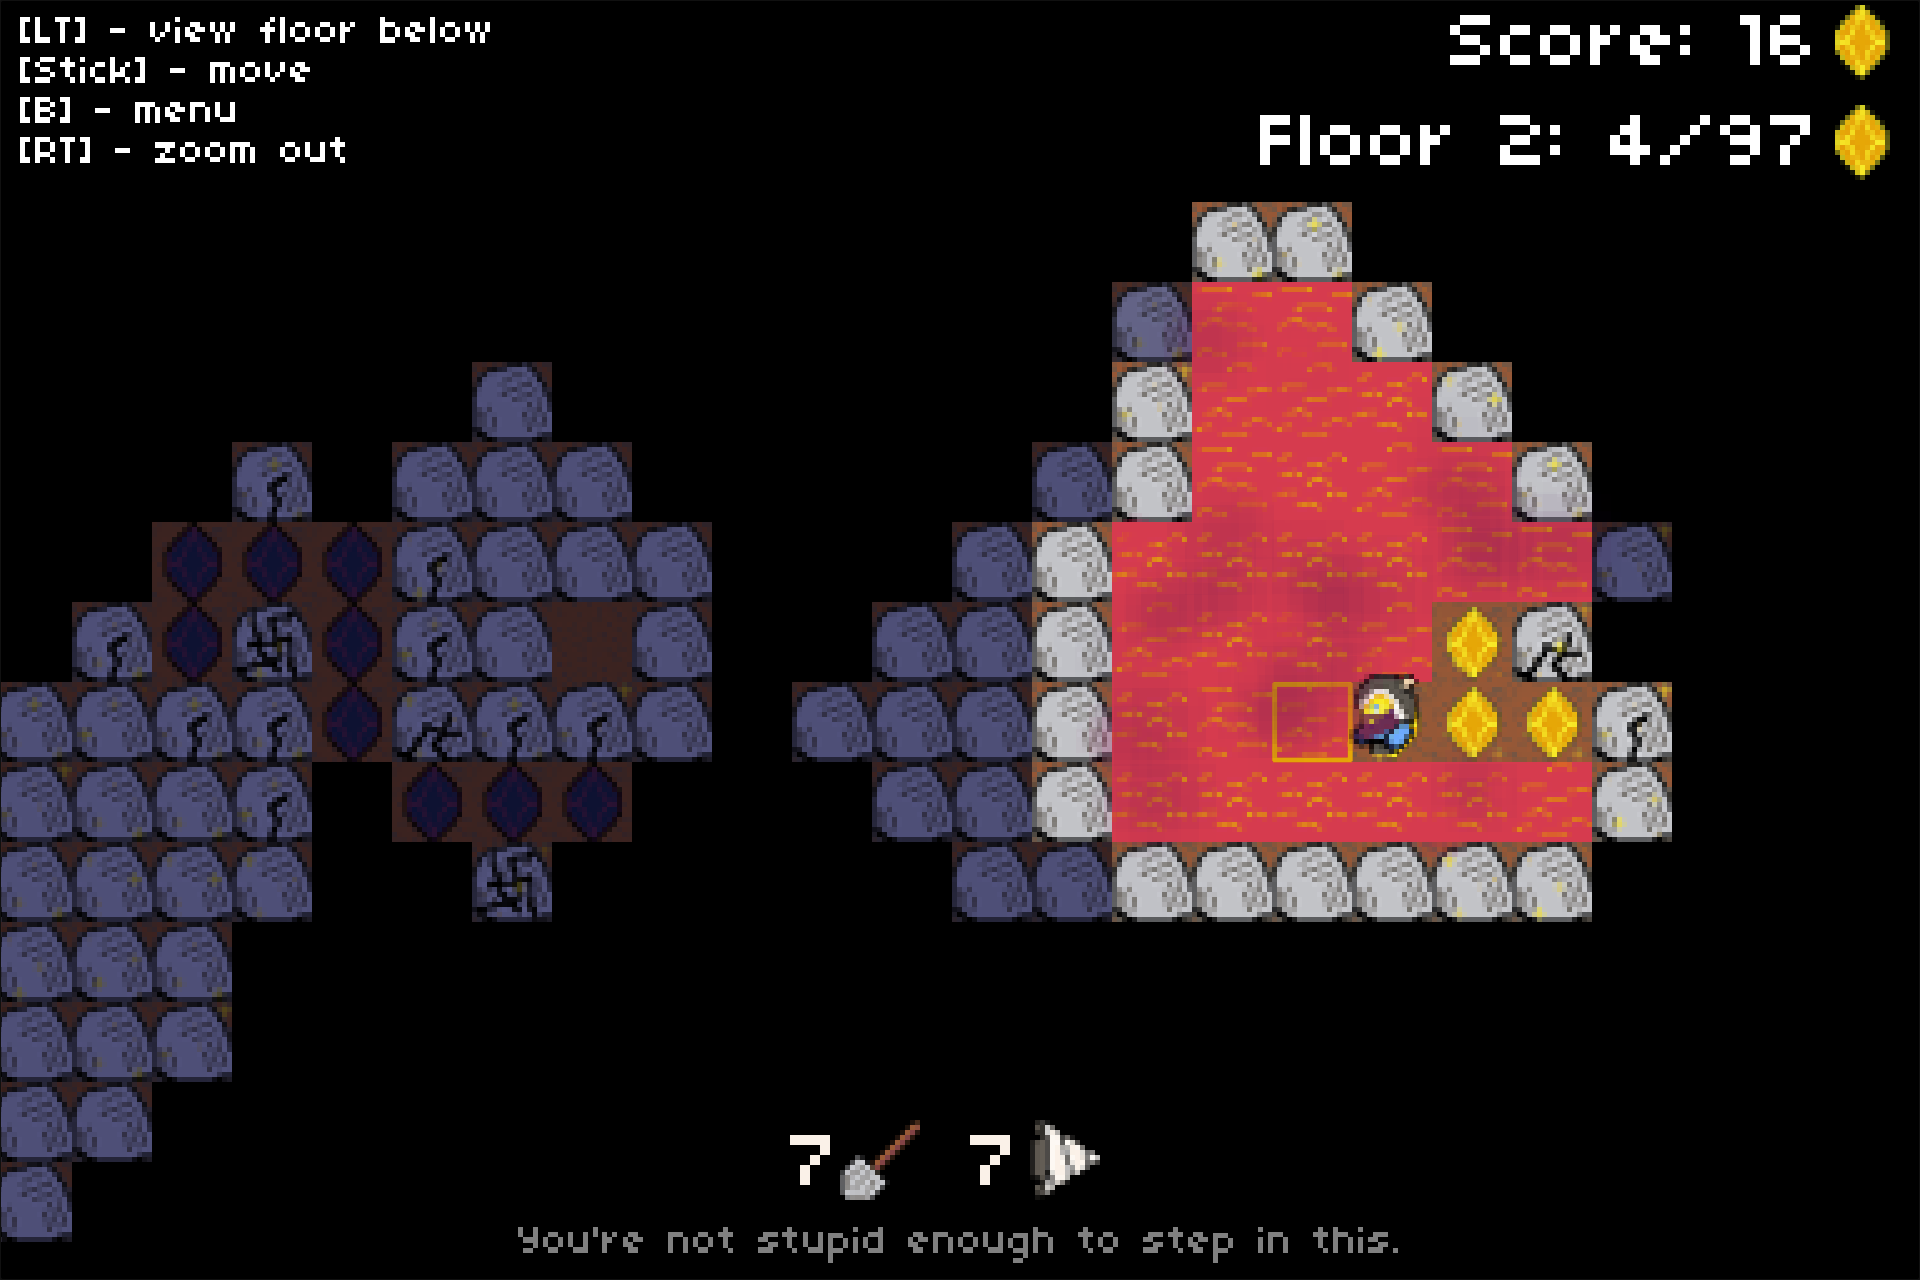 [LT] - view floor below
[Stick] - move
[B] - menu
[RT] - zoom out
Score: 16
Floor 2: 4/97
7 7
You're not stupid enough to step in this.